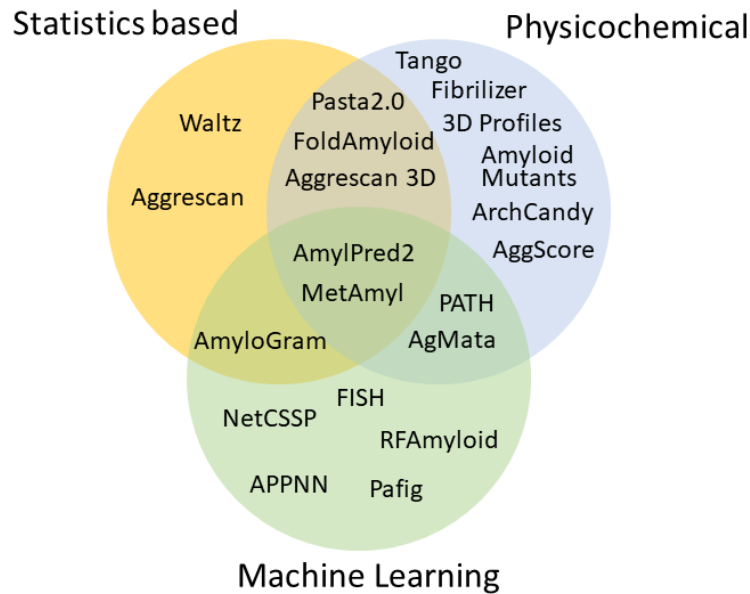 Statistics based
Physicochemical
Tango
Fibrilizer
3D Profiles
Amyloid
Mutants
ArchCandy
AggScore
Waltz
Aggrescan
Pasta2.0
FoldAmyloid
Aggrescan 3D
AmylPred2
MetAmyl
PATH
AgMata
AmyloGram
FISH
NetCSSP
RFAmyloid
APPNN
Pafig
Machine Learning